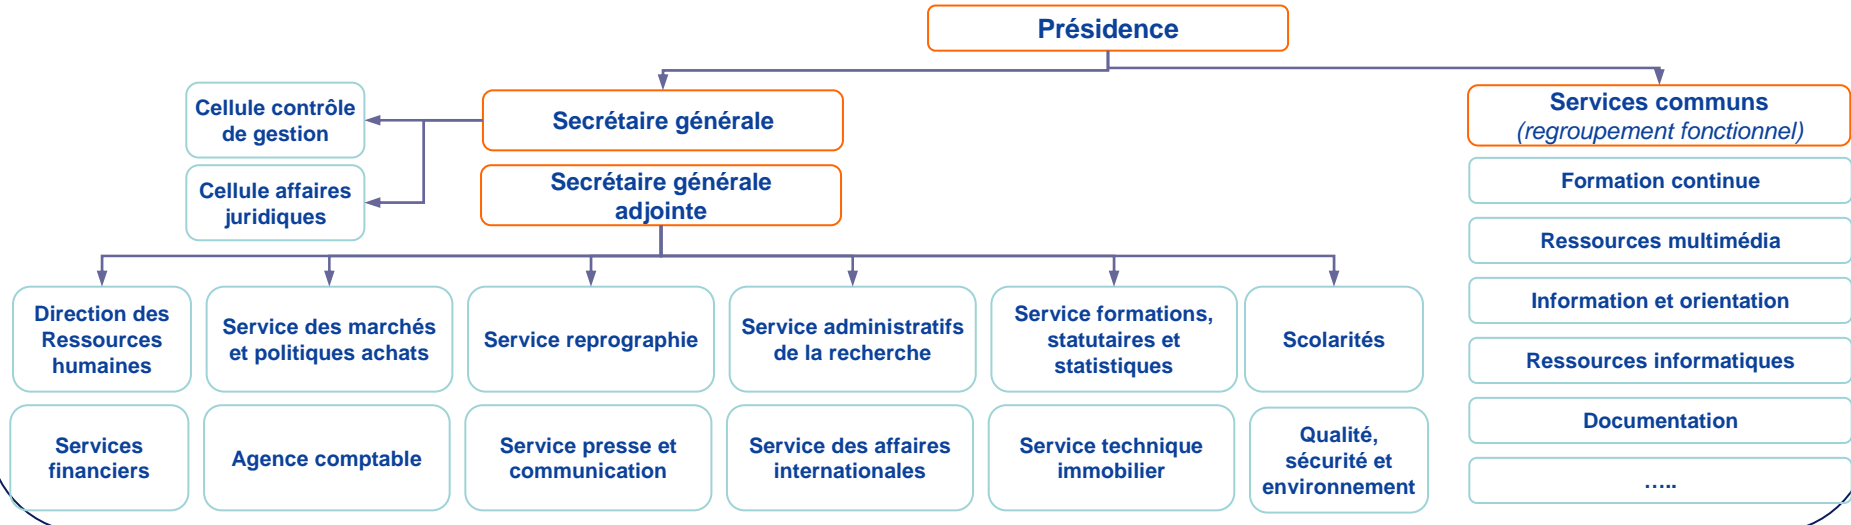 Présidence
Cellule contrôle
de gestion
Secrétaire générale
Services communs
(regroupement fonctionnel)
Cellule affaires
juridiques
Secrétaire générale
adjointe
Formation continue
Ressources multimédia
Information et orientation
Ressources informatiques
Documentation
…..
Direction des
Ressources
humaines
Service des marchés
et politiques achats
Service reprographie
Service administratifs
de la recherche
Service formations,
statutaires et
statistiques
Scolarités
Services
financiers
Agence comptable
Service presse et
communication
Service des affaires
internationales
Service technique
immobilier
Qualité,
sécurité et
environnement